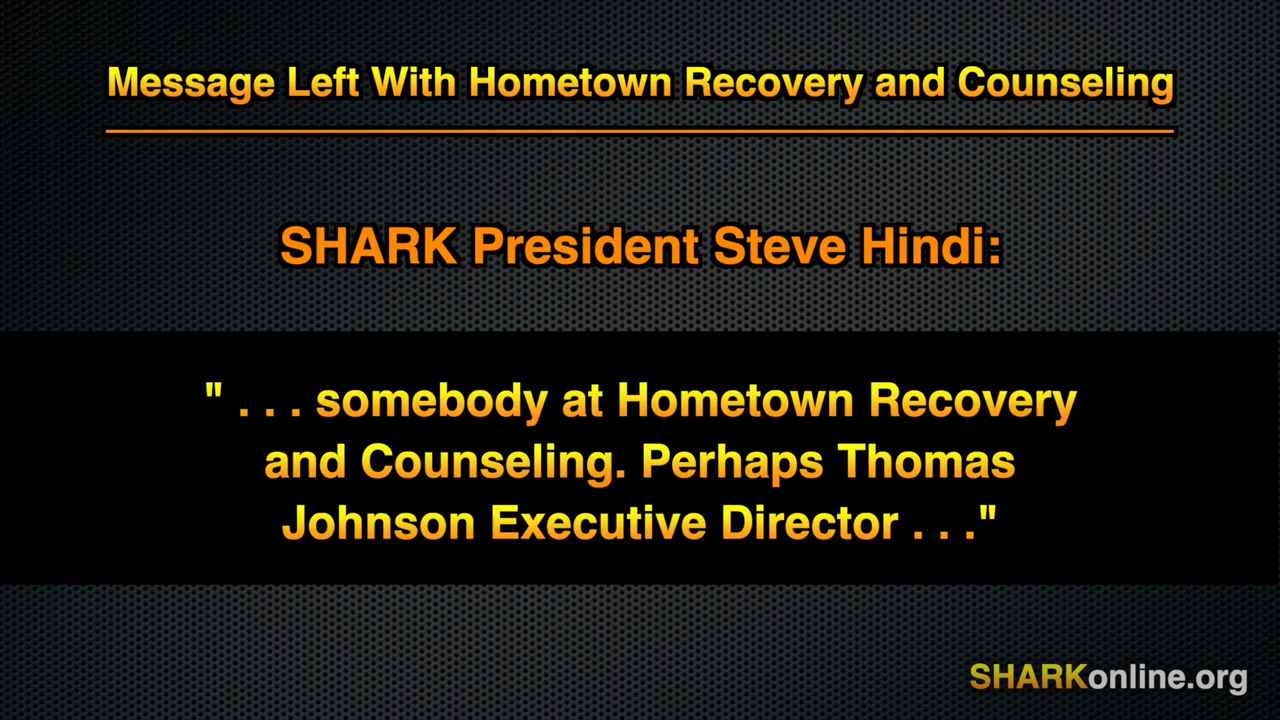 Message Left With Hometown Recovery and Counseling
SHARK President Steve Hindi:
" . . . somebody at Hometown Recovery
and Counseling. Perhaps Thomas
Johnson Executive Director . . ."
SHARKonline.org